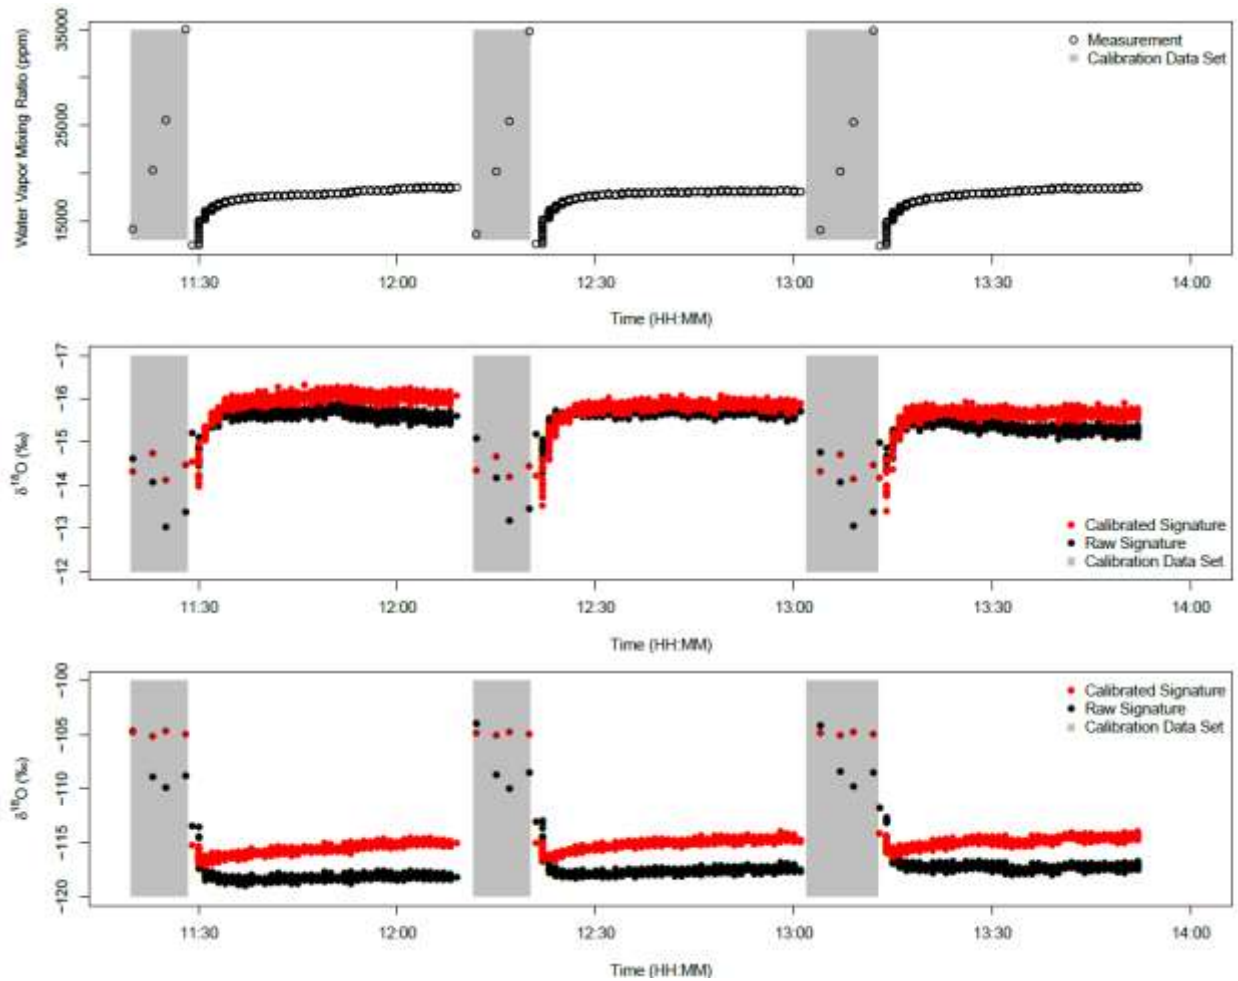 Water Vapor Mixing Ratio (ppm)
35000
25000
15000
Measurement
Calibration Data Set
11:30 12:00 12:30 13:00 13:30 14:00
Time (HH:MM)
δ18O (‰)
-17
-16
-15
-14
-13
-12
Calibrated Signature
Raw Signature
Calibration Data Set
11:30 12:00 12:30 13:00 13:30 14:00
Time (HH:MM)
δ18O (‰)
-100
-105
-110
-115
-120
Calibrated Signature
Raw Signature
Calibration Data Set
11:30 12:00 12:30 13:00 13:30 14:00
Time (HH:MM)